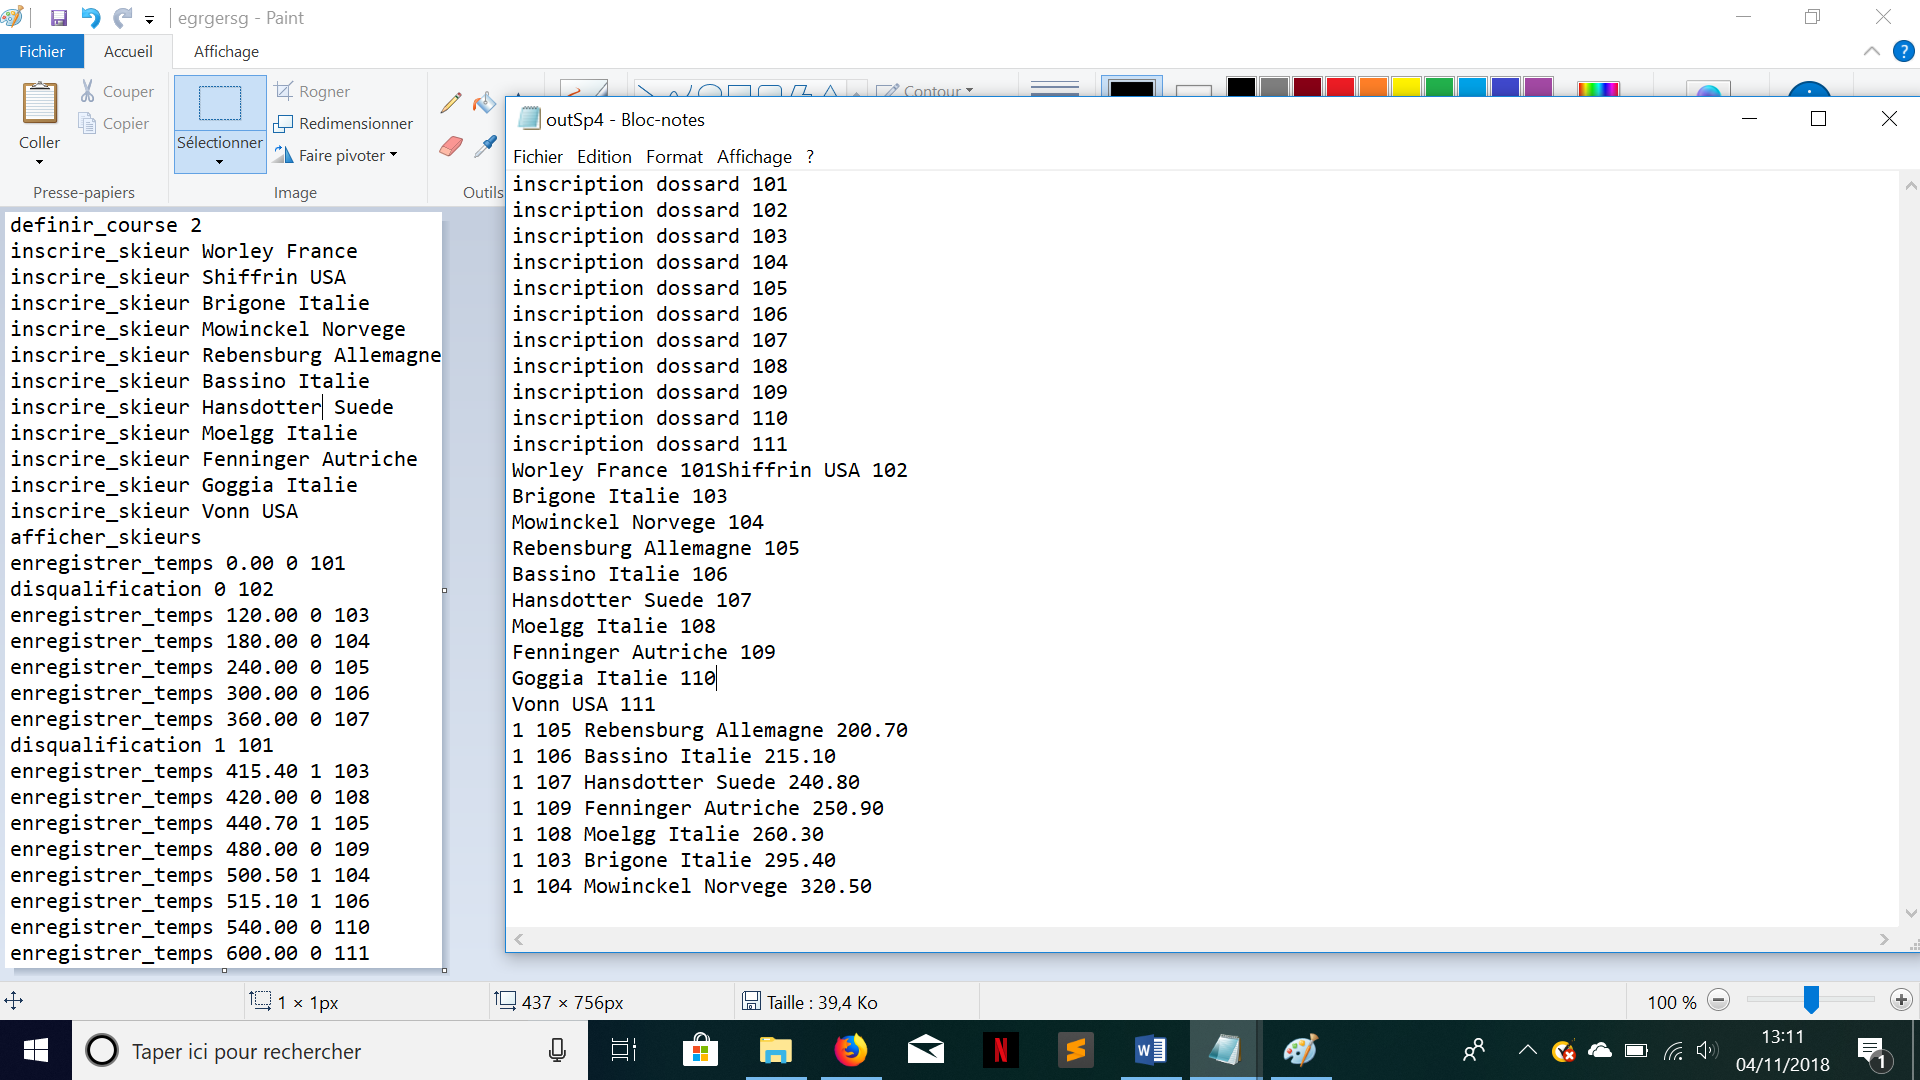 egrgersg - Paint
Fichier Accueil Affichage
Coller
Couper
Copier
Presse-papiers
Sélectionner
Rogner
Redimensionner
Faire pivoter
Image
Outils
Contour
definir_course 2
inscrire_skieur Worley France
inscrire_skieur Shiffrin USA
inscrire_skieur Brigone Italie
inscrire_skieur Mowinckel Norvege
inscrire_skieur Rebensburg Allemagne
inscrire_skieur Bassino Italie
inscrire_skieur Hansdotter Suede
inscrire_skieur Moelgg Italie
inscrire_skieur Fenninger Autriche
inscrire_skieur Goggia Italie
inscrire_skieur Vonn USA
afficher_skieurs
enregistrer_temps 0.00 0 101
disqualification 0 102
enregistrer_temps 120.00 0 103
enregistrer_temps 180.00 0 104
enregistrer_temps 240.00 0 105
enregistrer_temps 300.00 0 106
enregistrer_temps 360.00 0 107
disqualification 1 101
enregistrer_temps 415.40 1 103
enregistrer_temps 420.00 0 108
enregistrer_temps 440.70 1 105
enregistrer_temps 480.00 0 109
enregistrer_temps 500.50 1 104
enregistrer_temps 515.10 1 106
enregistrer_temps 540.00 0 110
enregistrer_temps 600.00 0 111
outSp4 - Bloc-notes
Fichier Edition Format Affichage ?
inscription dossard 101
inscription dossard 102
inscription dossard 103
inscription dossard 104
inscription dossard 105
inscription dossard 106
inscription dossard 107
inscription dossard 108
inscription dossard 109
inscription dossard 110
inscription dossard 111
Worley France 101Shiffrin USA 102
Brigone Italie 103
Mowinckel Norvege 104
Rebensburg Allemagne 105
Bassino Italie 106
Hansdotter Suede 107
Moelgg Italie 108
Fenninger Autriche 109
Goggia Italie 110
Vonn USA 111
1 105 Rebensburg Allemagne 200.70
1 106 Bassino Italie 215.10
1 107 Hansdotter Suede 240.80
1 109 Fenninger Autriche 250.90
1 108 Moelgg Italie 260.30
1 103 Brigone Italie 295.40
1 104 Mowinckel Norvege 320.50
1 × 1px
437 × 756px
Taille : 39,4 Ko
100 %
Taper ici pour rechercher
13:11
04/11/2018
1